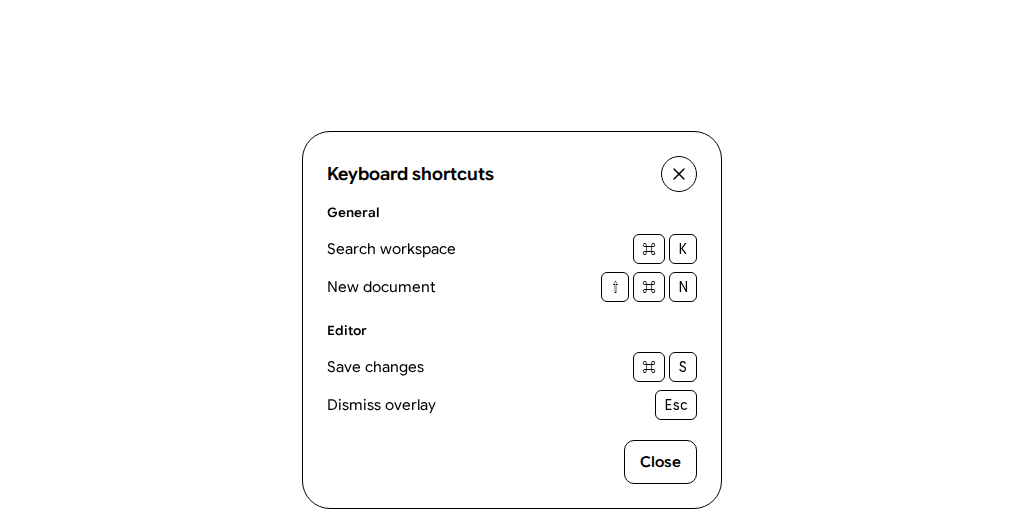 Keyboard shortcuts
General
Search workspace ⌘ K
New document ⇧ ⌘ N
Editor
Save changes ⌘ S
Dismiss overlay Esc
Close